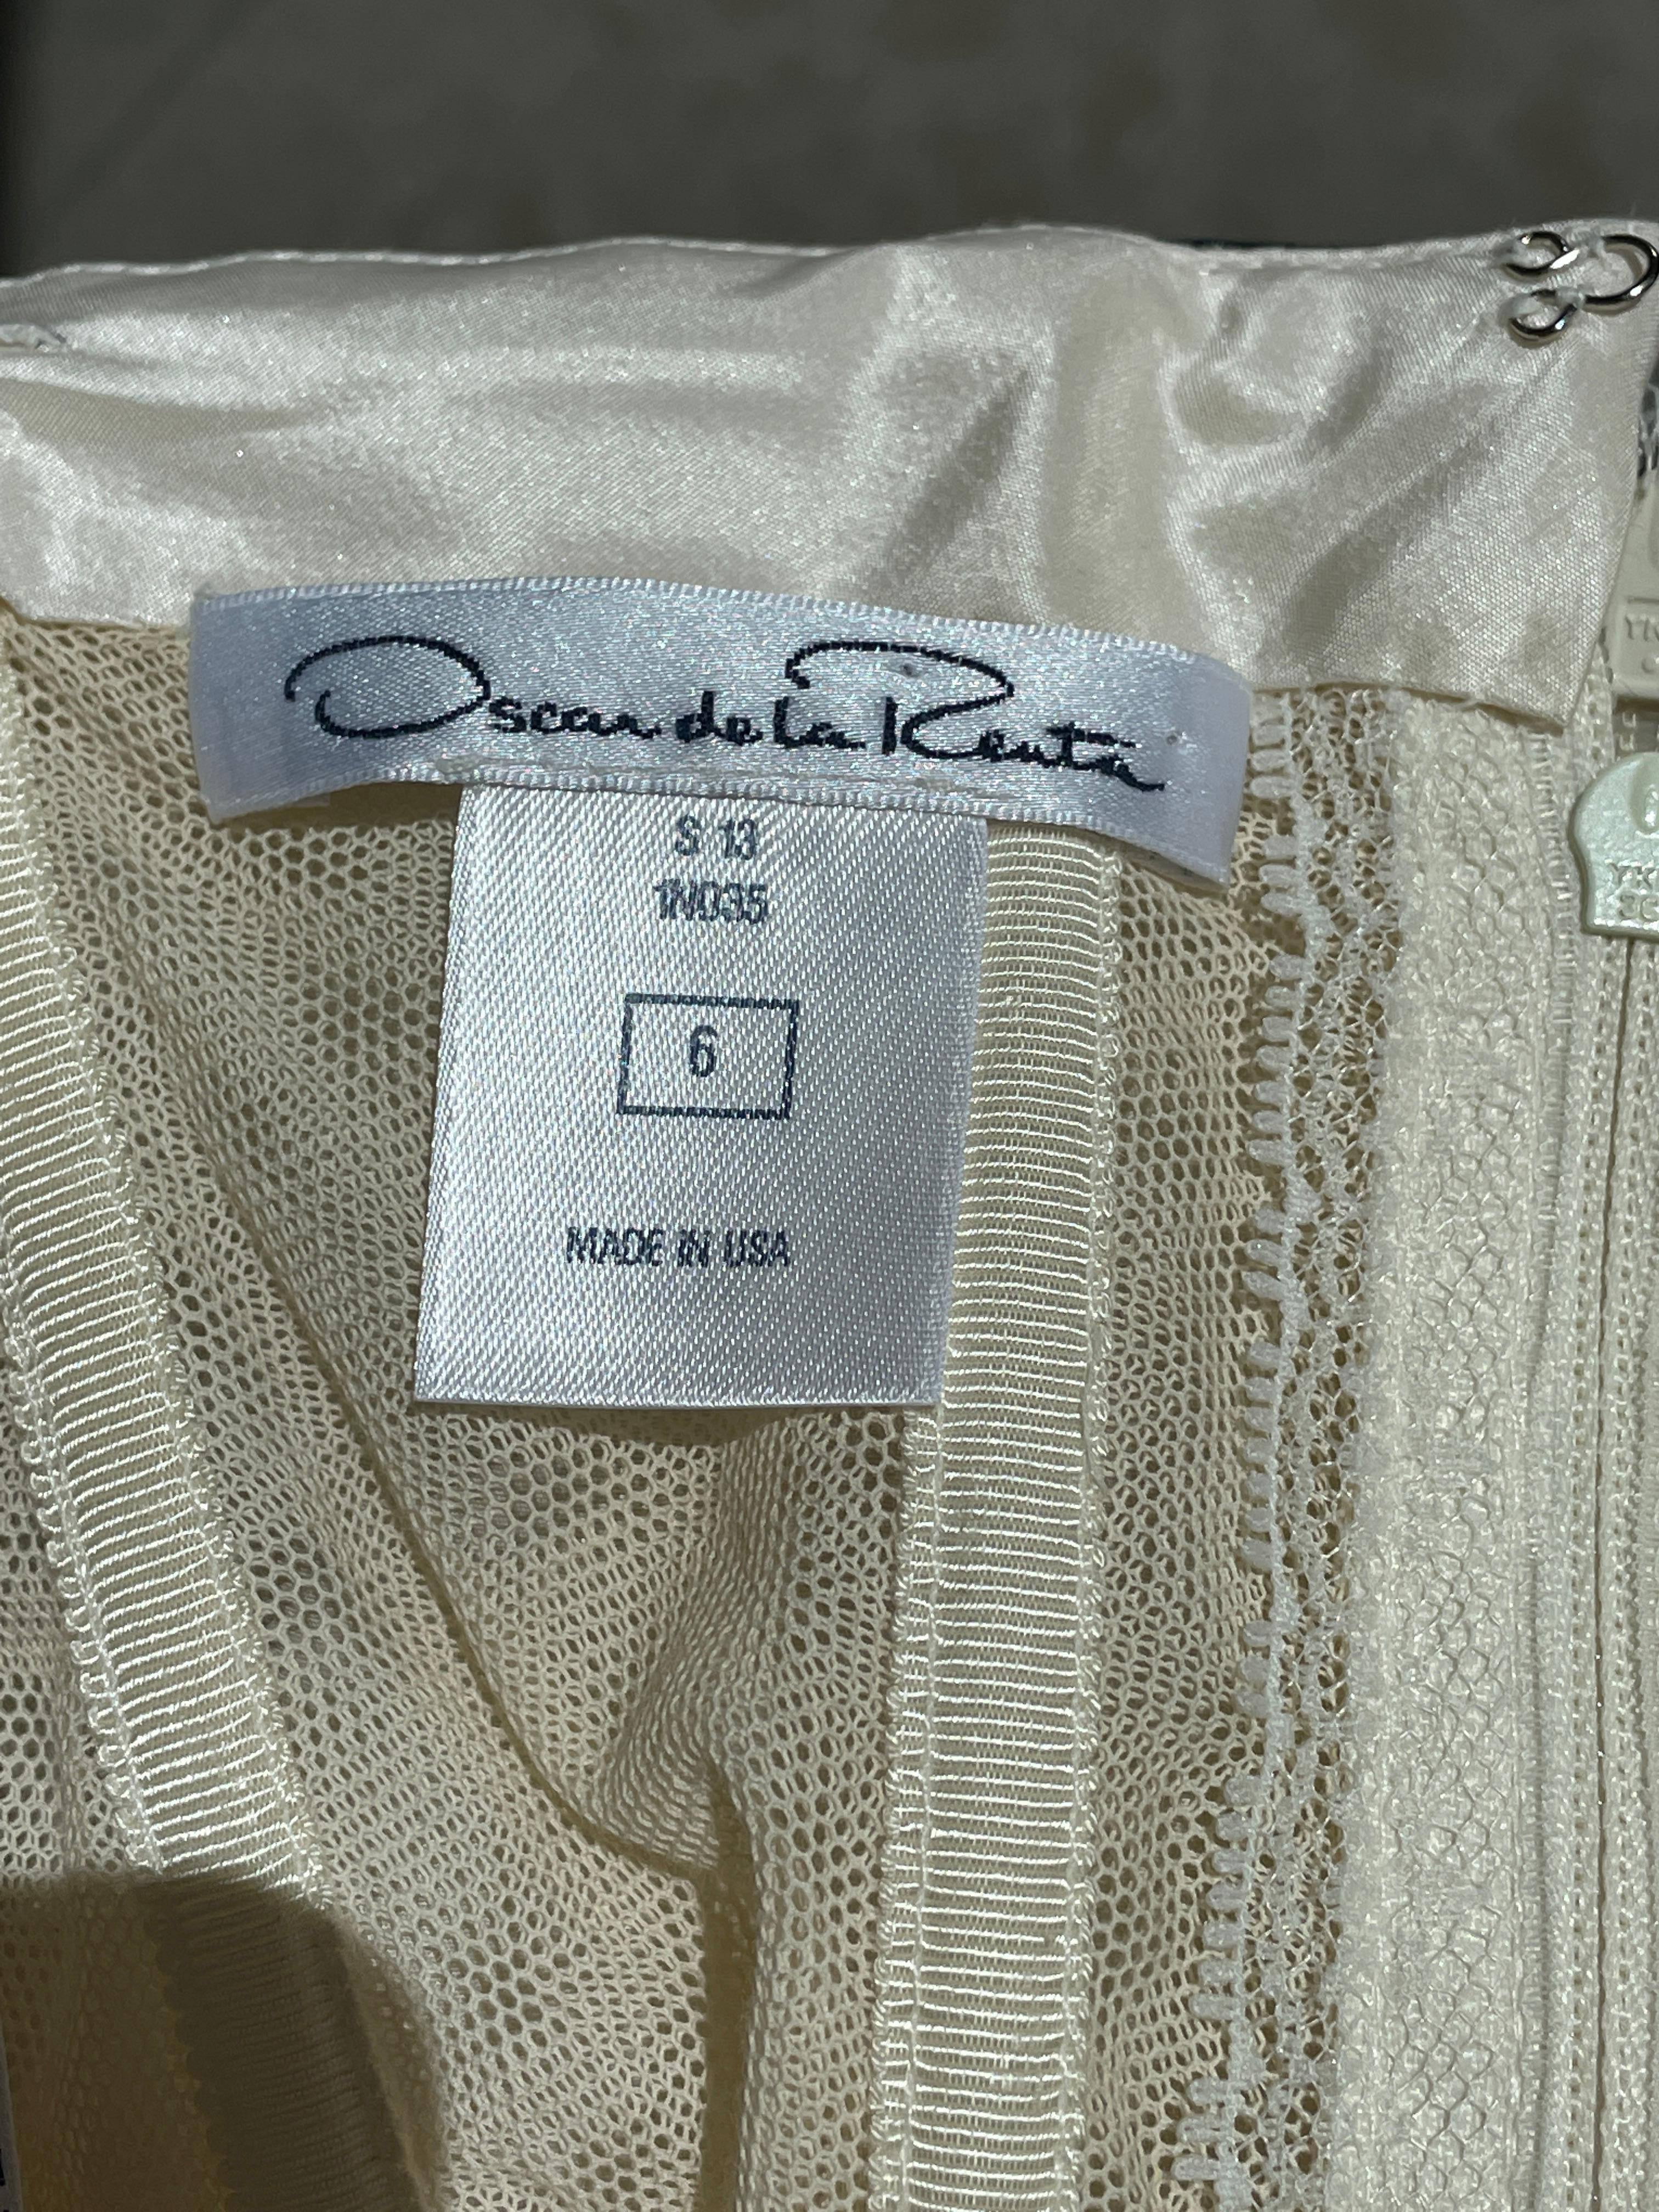 Oscar de la Renta
S 13
1N035
6
MADE IN USA